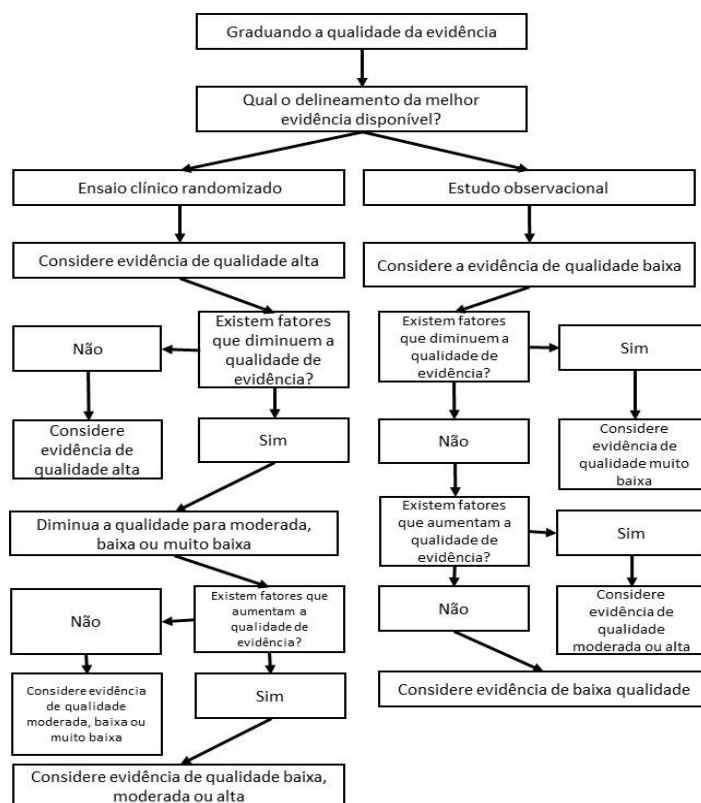 Graduando a qualidade da evidência
Qual o delineamento da melhor
evidência disponível?
Ensaio clínico randomizado
Estudo observacional
Considere evidência de qualidade alta
Considere a evidência de qualidade baixa
Não
Existem fatores
que diminuem a
qualidade de
evidência?
Existem fatores
que diminuem a
qualidade de
evidência?
Sim
Considere
evidência de
qualidade alta
Sim
Não
Considere
evidência de
qualidade muito
baixa
Diminua a qualidade para moderada,
baixa ou muito baixa
Existem fatores
que aumentam a
qualidade de
evidência?
Sim
Não
Existem fatores que
aumentam a
qualidade de
evidência?
Não
Considere
evidência de
qualidade
moderada ou alta
Considere evidência
de qualidade
moderada, baixa ou
muito baixa
Sim
Considere evidência de baixa qualidade
Considere evidência de qualidade baixa,
moderada ou alta